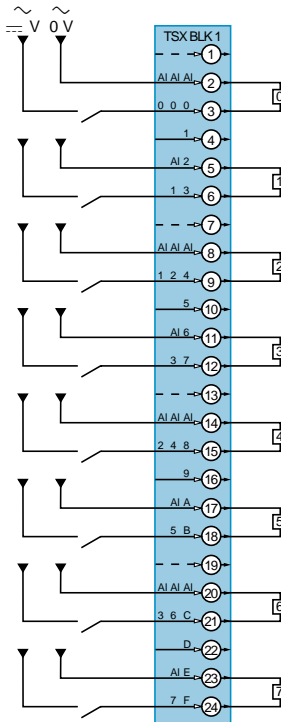 ∼ ∼
⎓ V 0 V
TSX BLK 1
1
AI AI AI 2
0 0 0 3 0
1 4
AI 2 5
1 3 6 1
7
AI AI AI 8
1 2 4 9 2
5 10
AI 6 11
3 7 12 3
13
AI AI AI 14
2 4 8 15 4
9 16
AI A 17
5 B 18 5
19
AI AI AI 20
3 6 C 21 6
D 22
AI E 23
7 F 24 7